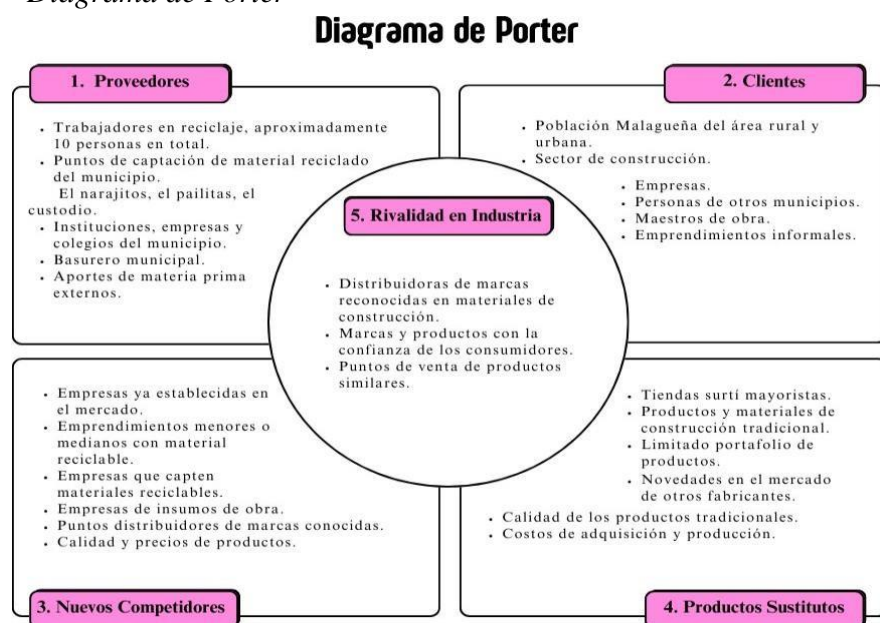 Diagrama de Porter
Diagrama de Porter
1. Proveedores
• Trabajadores en reciclaje, aproximadamente
10 personas en total.
• Puntos de captación de material reciclado
del municipio.
El narajitos, el pailitas, el
custodio.
• Instituciones, empresas y
colegios del municipio.
• Basurero municipal.
• Aportes de materia prima
externos.
2. Clientes
• Población Malagueña del área rural y
urbana.
• Sector de construcción.
• Empresas.
• Personas de otros municipios.
• Maestros de obra.
• Emprendimientos informales.
5. Rivalidad en Industria
• Distribuidoras de marcas
reconocidas en materiales de
construcción.
• Marcas y productos con la
confianza de los consumidores.
• Puntos de venta de productos
similares.
• Empresas ya establecidas en
el mercado.
• Emprendimientos menores o
medianos con material
reciclable.
• Empresas que capten
materiales reciclables.
• Empresas de insumos de obra.
• Puntos distribuidores de marcas conocidas.
• Calidad y precios de productos.
3. Nuevos Competidores
• Tiendas surtí mayoristas.
• Productos y materiales de
construcción tradicional.
• Limitado portafolio de
productos.
• Novedades en el mercado
de otros fabricantes.
• Calidad de los productos tradicionales.
• Costos de adquisición y producción.
4. Productos Sustitutos